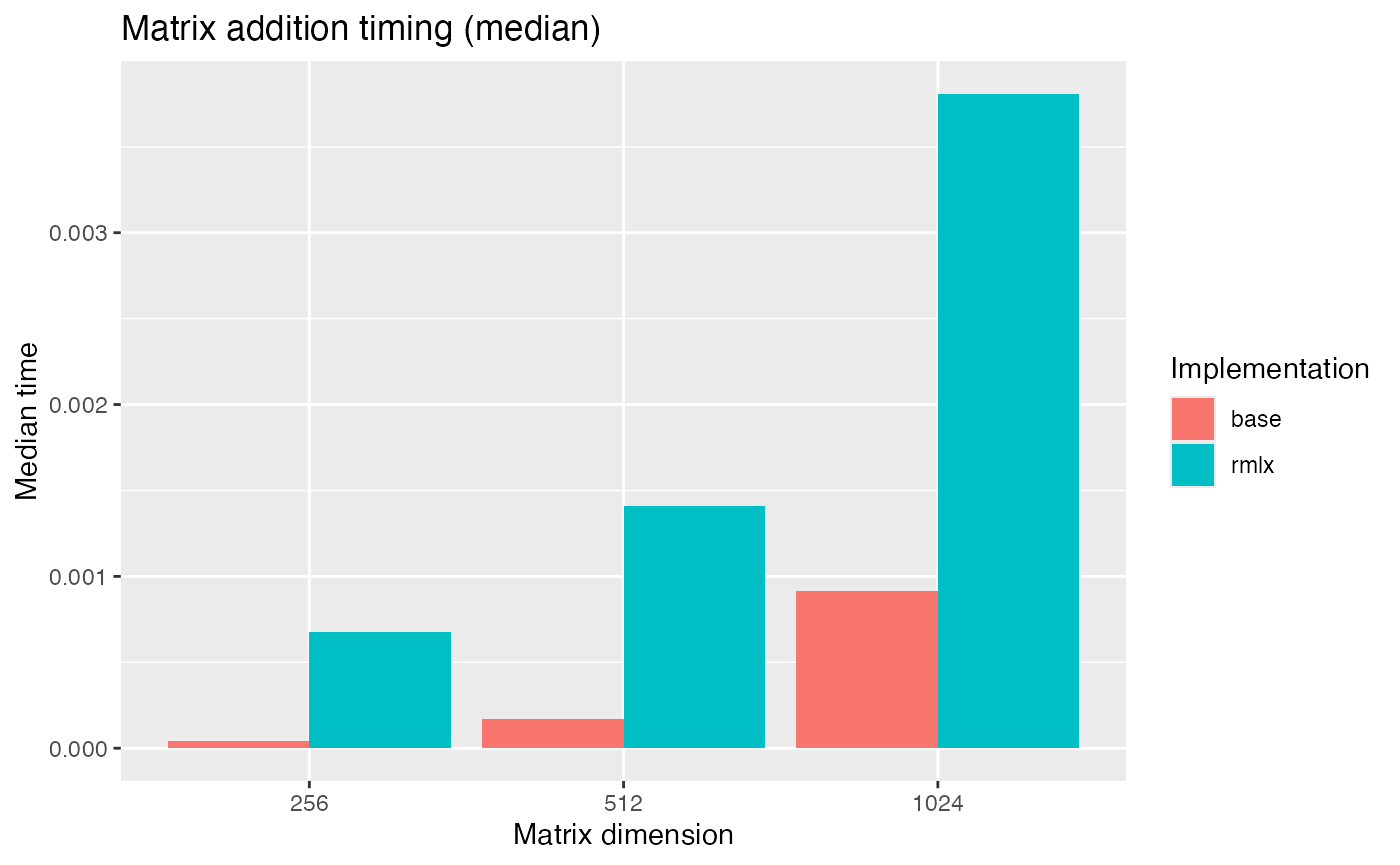 Matrix addition timing (median)
Median time
0.003
0.002
0.001
0.000
256
512
1024
Matrix dimension
Implementation
base
rmlx